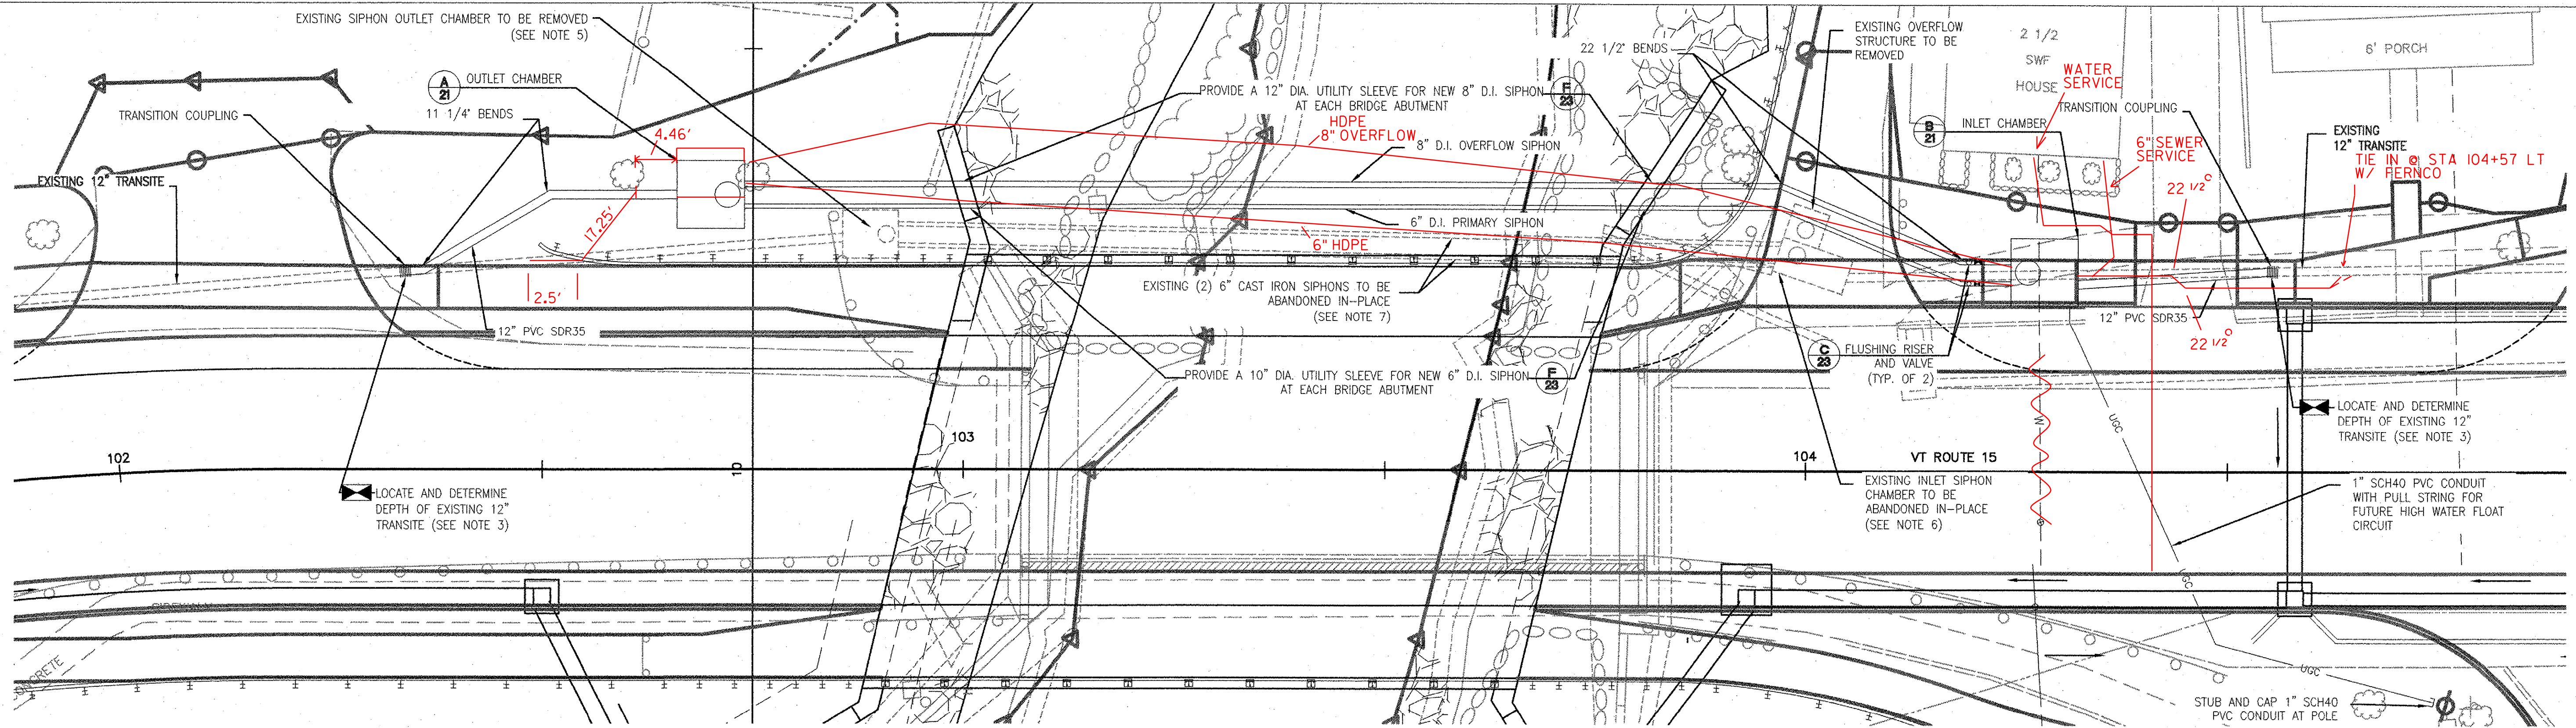 EXISTING SIPHON OUTLET CHAMBER TO BE REMOVED
(SEE NOTE 5)
A
21
OUTLET CHAMBER
11 1/4° BENDS
TRANSITION COUPLING
EXISTING 12" TRANSITE
4.46'
17.25'
2.5'
12" PVC SDR35
LOCATE AND DETERMINE
DEPTH OF EXISTING 12"
TRANSITE (SEE NOTE 3)
102
10
103
CONCRETE
22 1/2° BENDS
PROVIDE A 12" DIA. UTILITY SLEEVE FOR NEW 8" D.I. SIPHON
AT EACH BRIDGE ABUTMENT
F
23
HDPE
8" OVERFLOW
8" D.I. OVERFLOW SIPHON
6" D.I. PRIMARY SIPHON
6" HDPE
EXISTING (2) 6" CAST IRON SIPHONS TO BE
ABANDONED IN-PLACE
(SEE NOTE 7)
PROVIDE A 10" DIA. UTILITY SLEEVE FOR NEW 6" D.I. SIPHON
AT EACH BRIDGE ABUTMENT
F
23
EXISTING OVERFLOW
STRUCTURE TO BE
REMOVED
2 1/2
SWF
HOUSE
6' PORCH
WATER
SERVICE
TRANSITION COUPLING
B
21
INLET CHAMBER
6" SEWER
SERVICE
22 1/2°
EXISTING
12" TRANSITE
TIE IN @ STA 104+57 LT
W/ FERNCO
12" PVC SDR35
22 1/2°
C
23
FLUSHING RISER
AND VALVE
(TYP. OF 2)
W
UGC
LOCATE AND DETERMINE
DEPTH OF EXISTING 12"
TRANSITE (SEE NOTE 3)
104
VT ROUTE 15
EXISTING INLET SIPHON
CHAMBER TO BE
ABANDONED IN-PLACE
(SEE NOTE 6)
1" SCH40 PVC CONDUIT
WITH PULL STRING FOR
FUTURE HIGH WATER FLOAT
CIRCUIT
UGC
UGC
STUB AND CAP 1" SCH40
PVC CONDUIT AT POLE